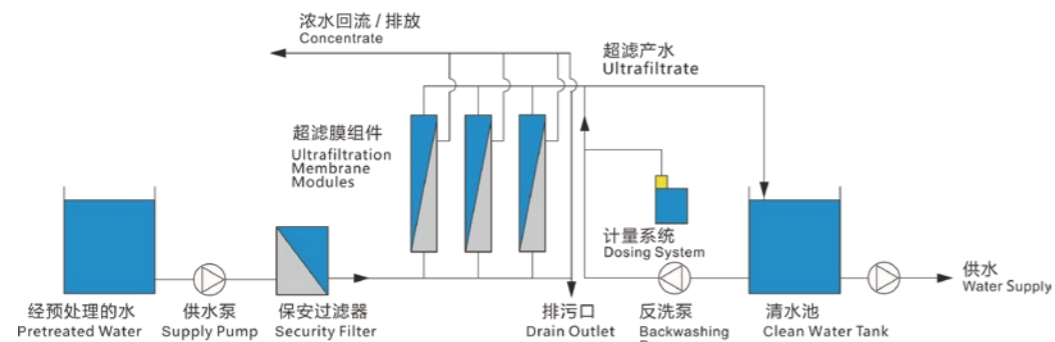 浓水回流 / 排放
Concentrate
超滤产水
Ultrafiltrate
超滤膜组件
Ultrafiltration
Membrane
Modules
计量系统
Dosing System
供水
Water Supply
经预处理的水
Pretreated Water
供水泵
Supply Pump
保安过滤器
Security Filter
排污口
Drain Outlet
反洗泵
Backwashing
清水池
Clean Water Tank